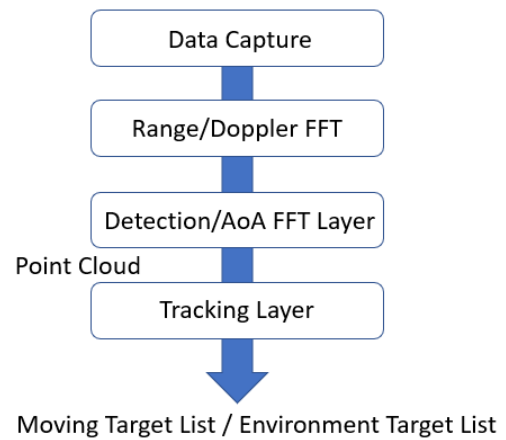 Data Capture
Range/Doppler FFT
Detection/AoA FFT Layer
Point Cloud
Tracking Layer
Moving Target List / Environment Target List